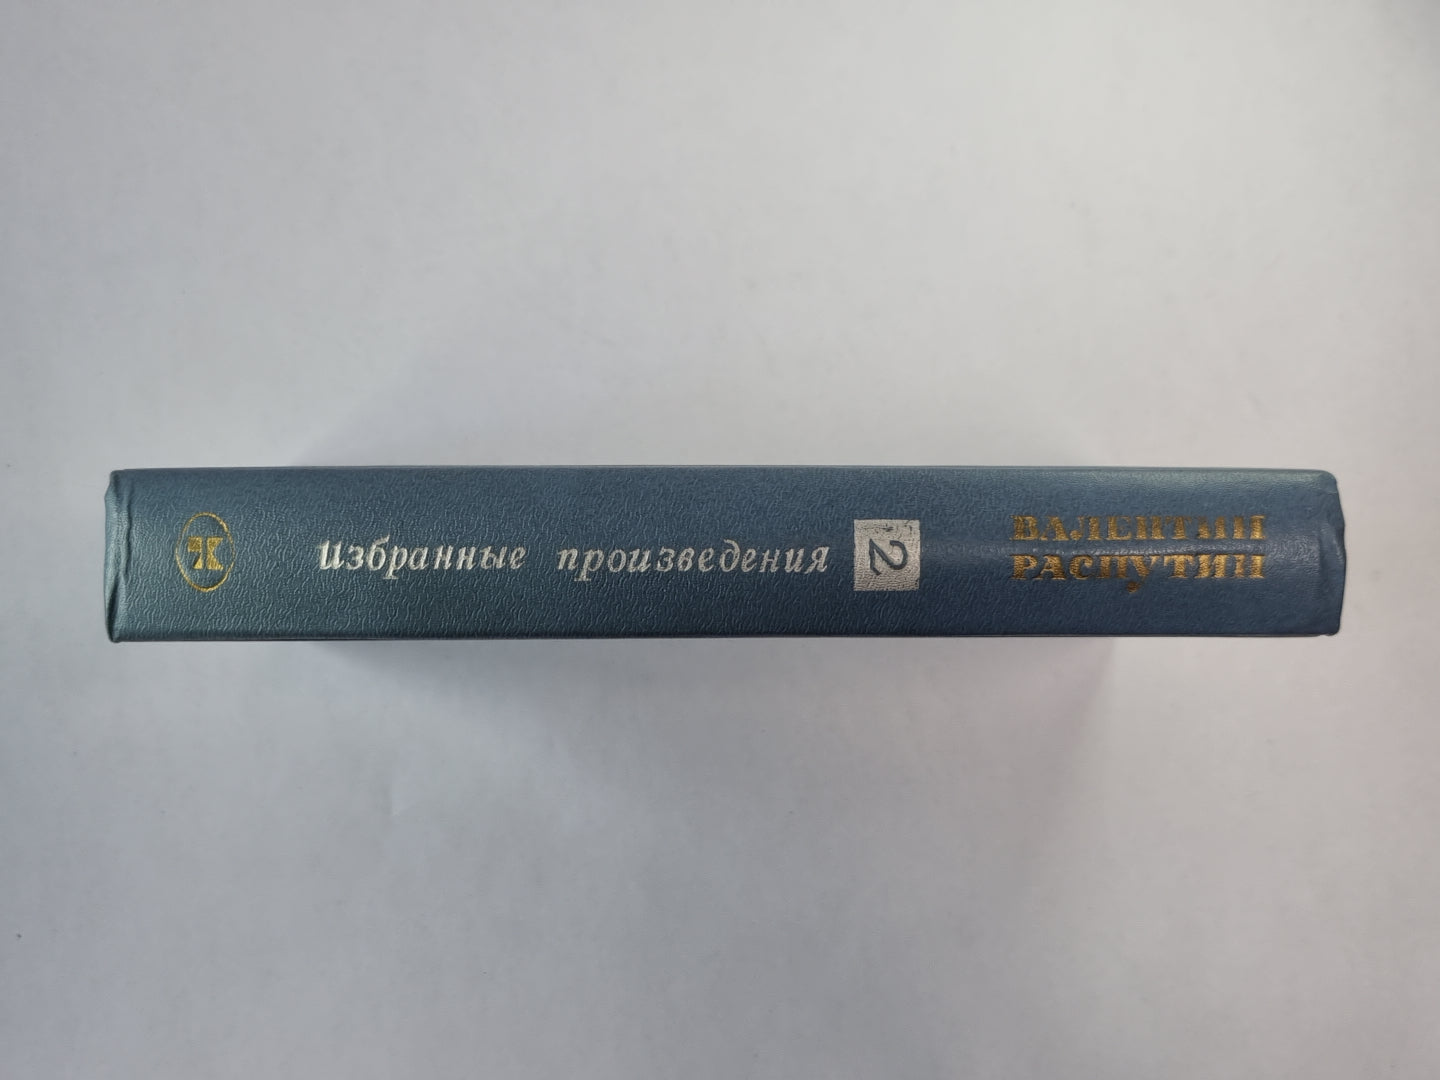 ВАЛЕНТИН
РАСПУТИН
2
Избранные произведения